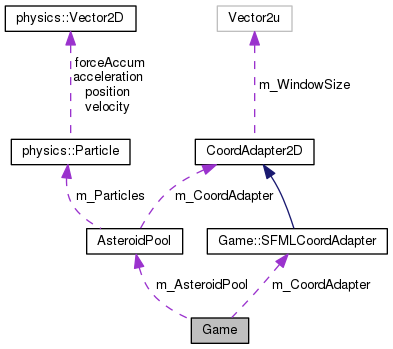 physics::Vector2D
Vector2u
forceAccum
acceleration
position
velocity
m_WindowSize
physics::Particle
CoordAdapter2D
m_Particles
m_CoordAdapter
AsteroidPool
Game::SFMLCoordAdapter
m_AsteroidPool
m_CoordAdapter
Game